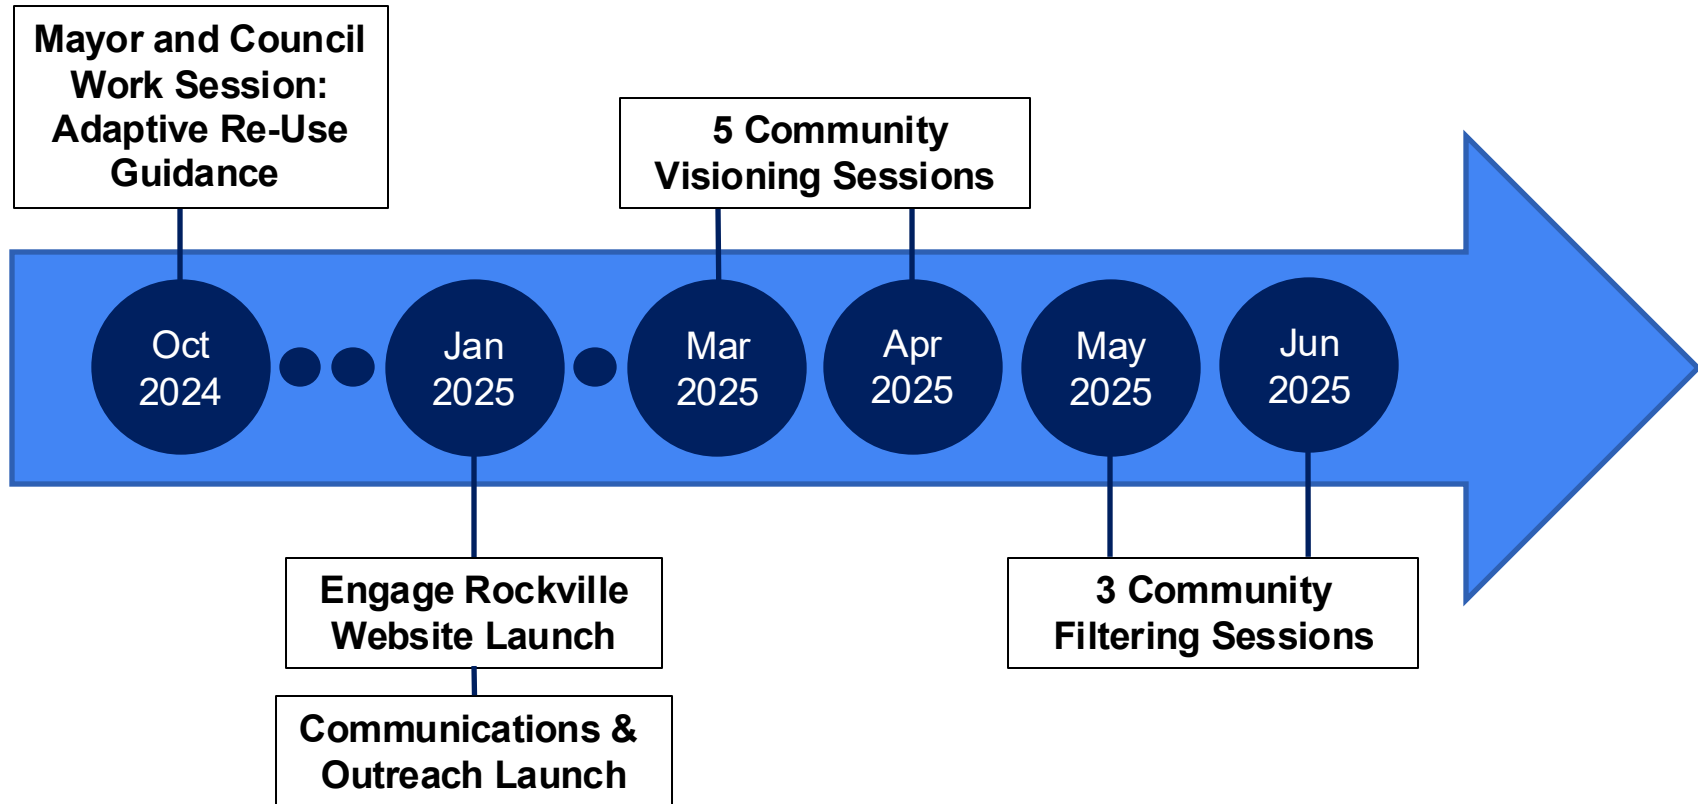 Mayor and Council
Work Session:
Adaptive Re-Use
Guidance
5 Community
Visioning Sessions
Oct
2024
Jan
2025
Mar
2025
Apr
2025
May
2025
Jun
2025
Engage Rockville
Website Launch
3 Community
Filtering Sessions
Communications &
Outreach Launch